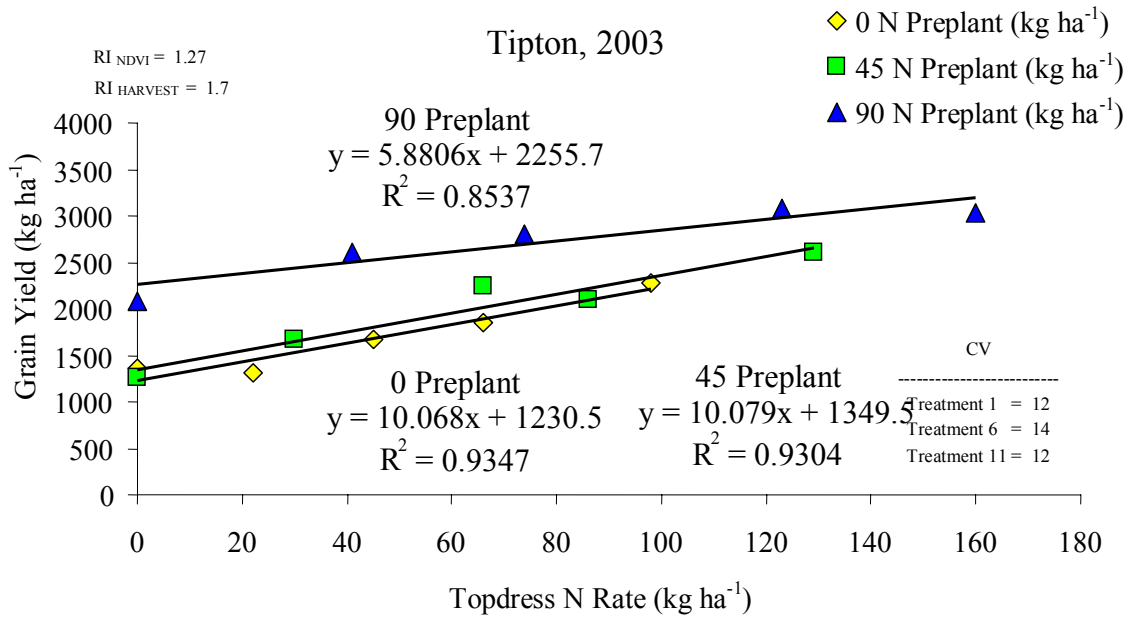 0 N Preplant (kg ha-1)
Tipton, 2003
45 N Preplant (kg ha-1)
90 N Preplant (kg ha-1)
RI NDVI = 1.27
RI HARVEST = 1.7
Grain Yield (kg ha-1)
4000
3500
3000
2500
2000
1500
1000
500
0
90 Preplant
y = 5.8806x + 2255.7
R2 = 0.8537
0 Preplant
y = 10.068x + 1230.5
R2 = 0.9347
45 Preplant
y = 10.079x + 1349.5
R2 = 0.9304
CV
------------------------
Treatment 1 = 12
Treatment 6 = 14
Treatment 11 = 12
0 20 40 60 80 100 120 140 160 180
Topdress N Rate (kg ha-1)